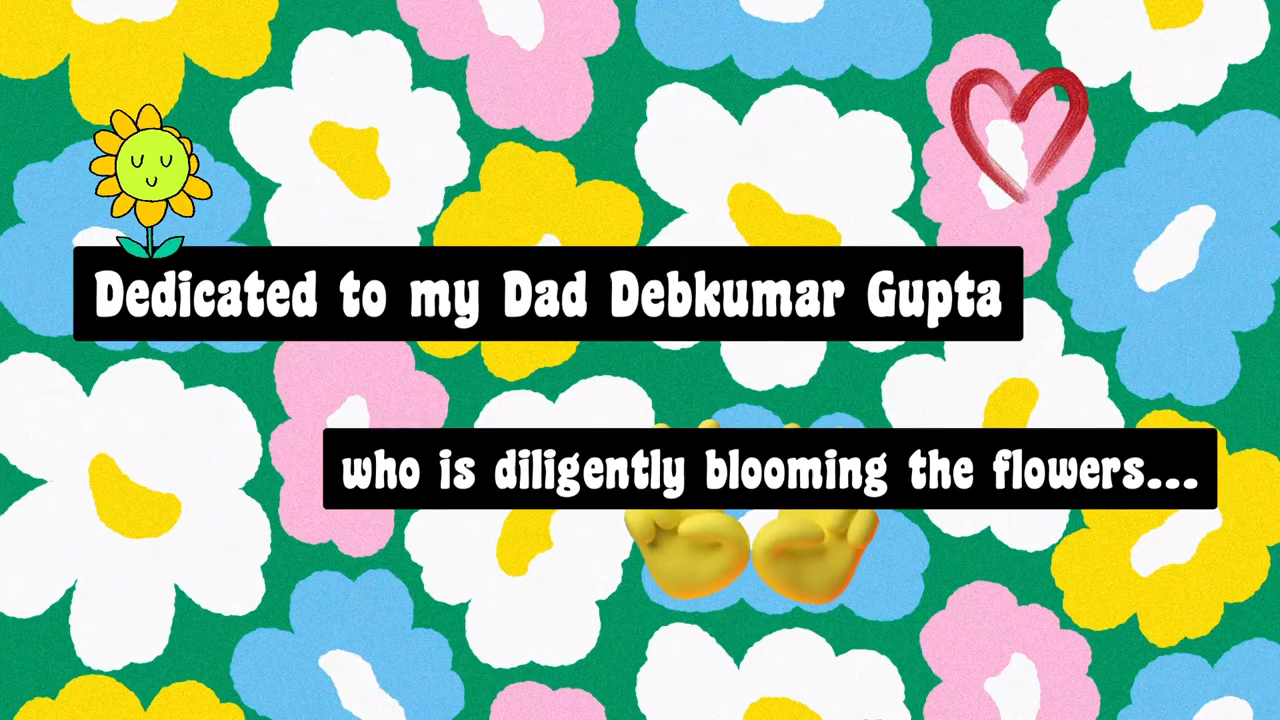 Dedicated to my Dad Debkumar Gupta
who is diligently blooming the flowers...